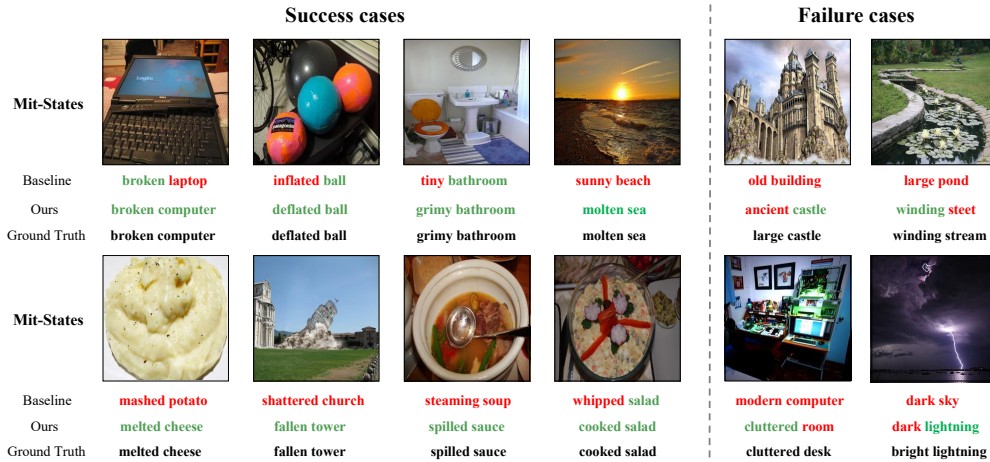 Success cases Failure cases
Mit-States
Baseline broken laptop inflated ball tiny bathroom sunny beach old building large pond
Ours broken computer deflated ball grimy bathroom molten sea ancient castle winding steet
Ground Truth broken computer deflated ball grimy bathroom molten sea large castle winding stream
Mit-States
Baseline mashed potato shattered church steaming soup whipped salad modern computer dark sky
Ours melted cheese fallen tower spilled sauce cooked salad cluttered room dark lightning
Ground Truth melted cheese fallen tower spilled sauce cooked salad cluttered desk bright lightning